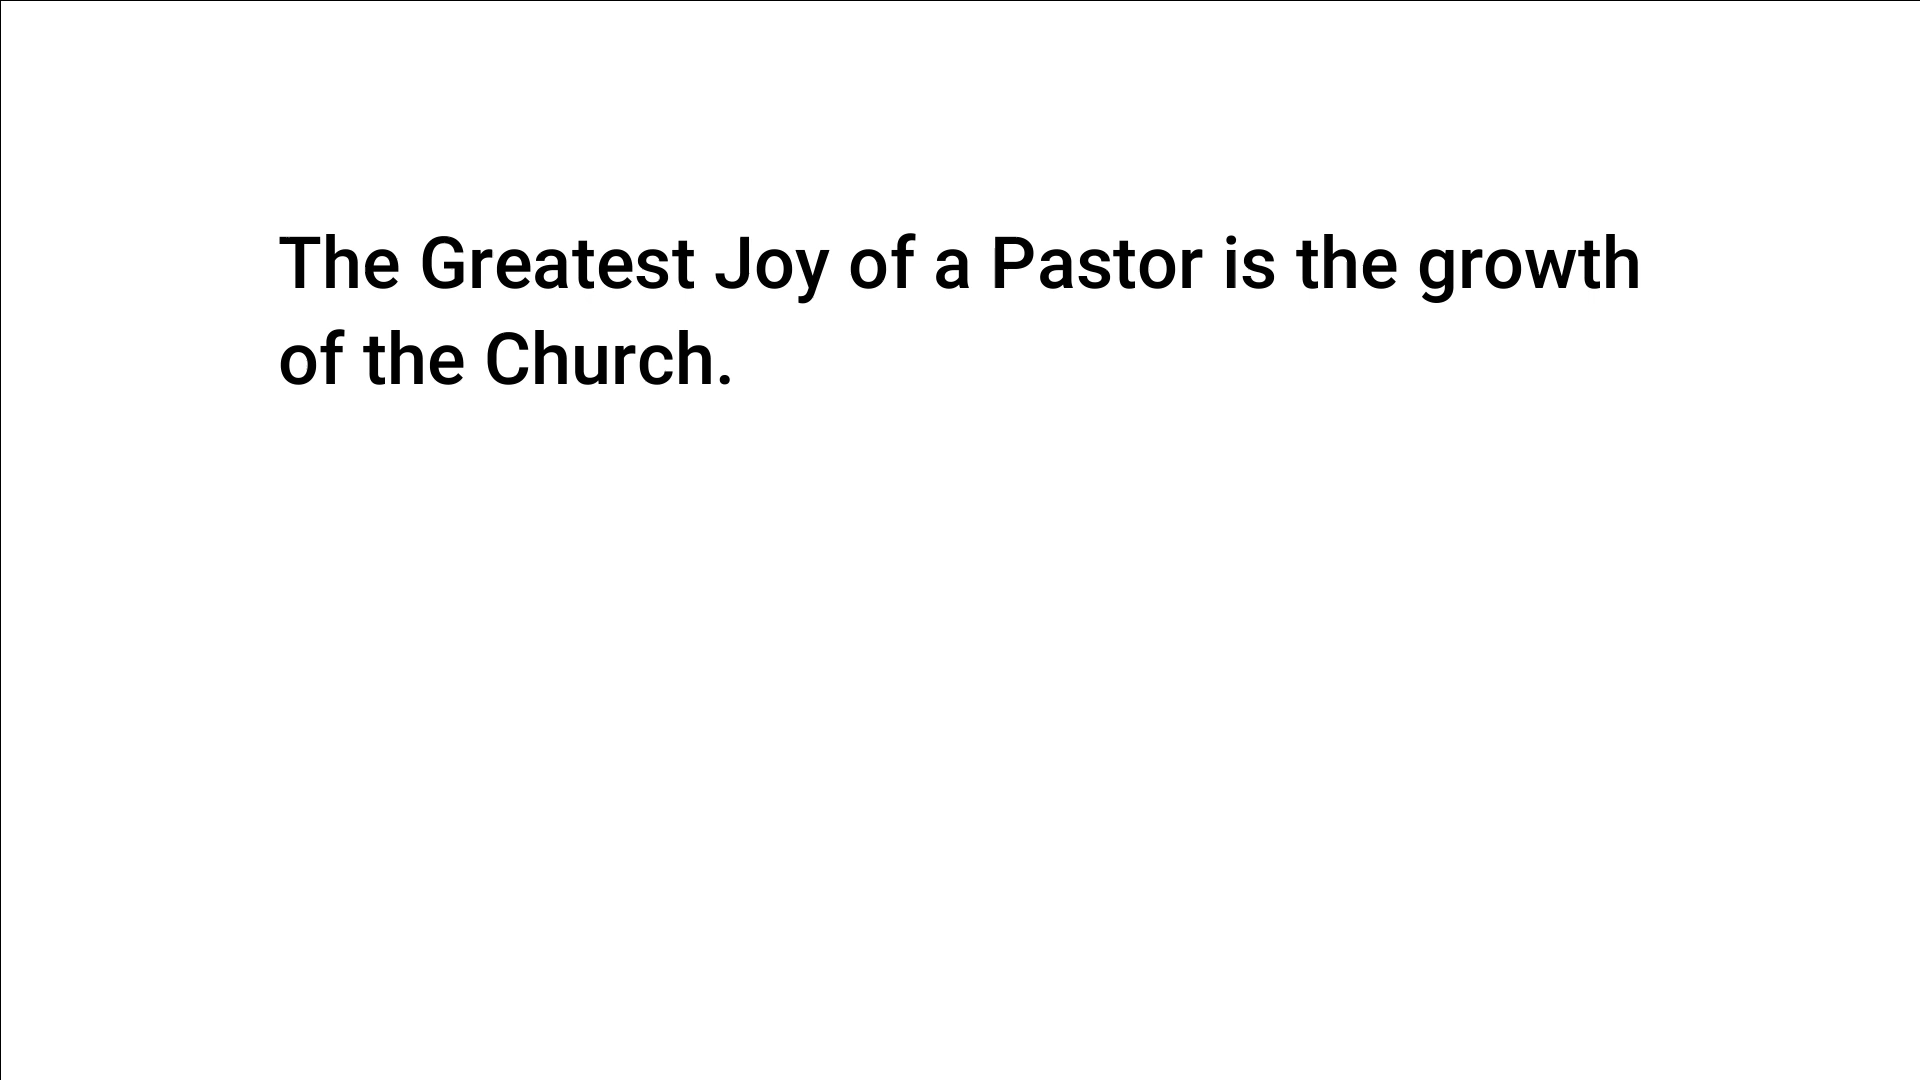 The Greatest Joy of a Pastor is the growth
of the Church.